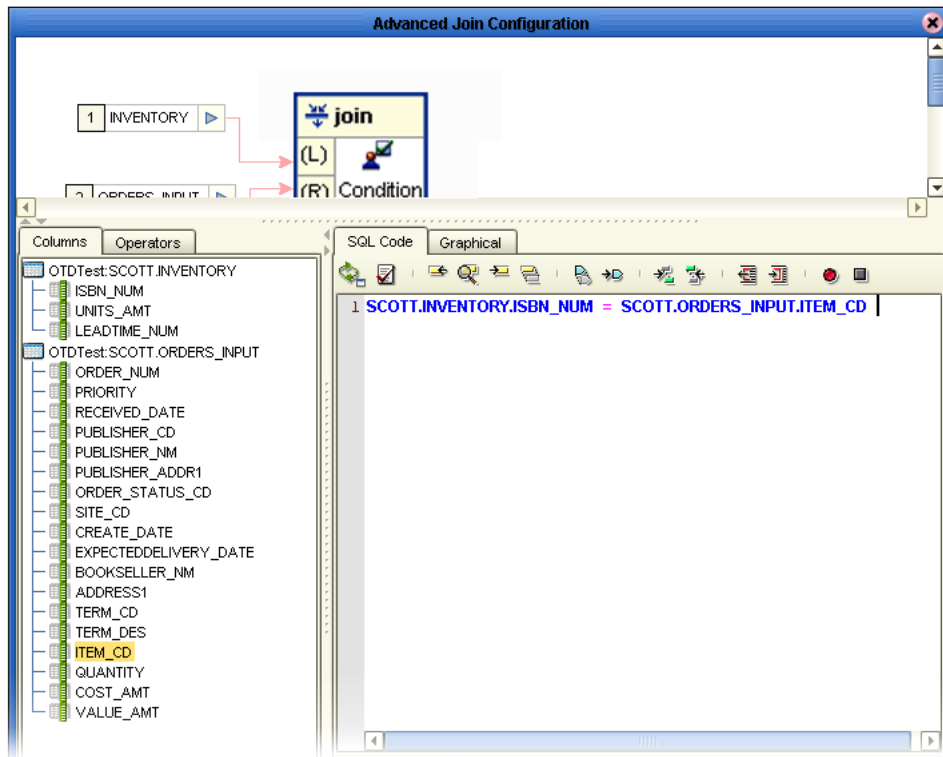 Advanced Join Configuration
1 INVENTORY
join
(L)
(R) Condition
2 ORDERS_INPUT
Columns Operators
OTDTest:SCOTT.INVENTORY
ISBN_NUM
UNITS_AMT
LEADTIME_NUM
OTDTest:SCOTT.ORDERS_INPUT
ORDER_NUM
PRIORITY
RECEIVED_DATE
PUBLISHER_CD
PUBLISHER_NM
PUBLISHER_ADDR1
ORDER_STATUS_CD
SITE_CD
CREATE_DATE
EXPECTEDDELIVERY_DATE
BOOKSELLER_NM
ADDRESS1
TERM_CD
TERM_DES
ITEM_CD
QUANTITY
COST_AMT
VALUE_AMT
SQL Code Graphical
1 SCOTT.INVENTORY.ISBN_NUM = SCOTT.ORDERS_INPUT.ITEM_CD